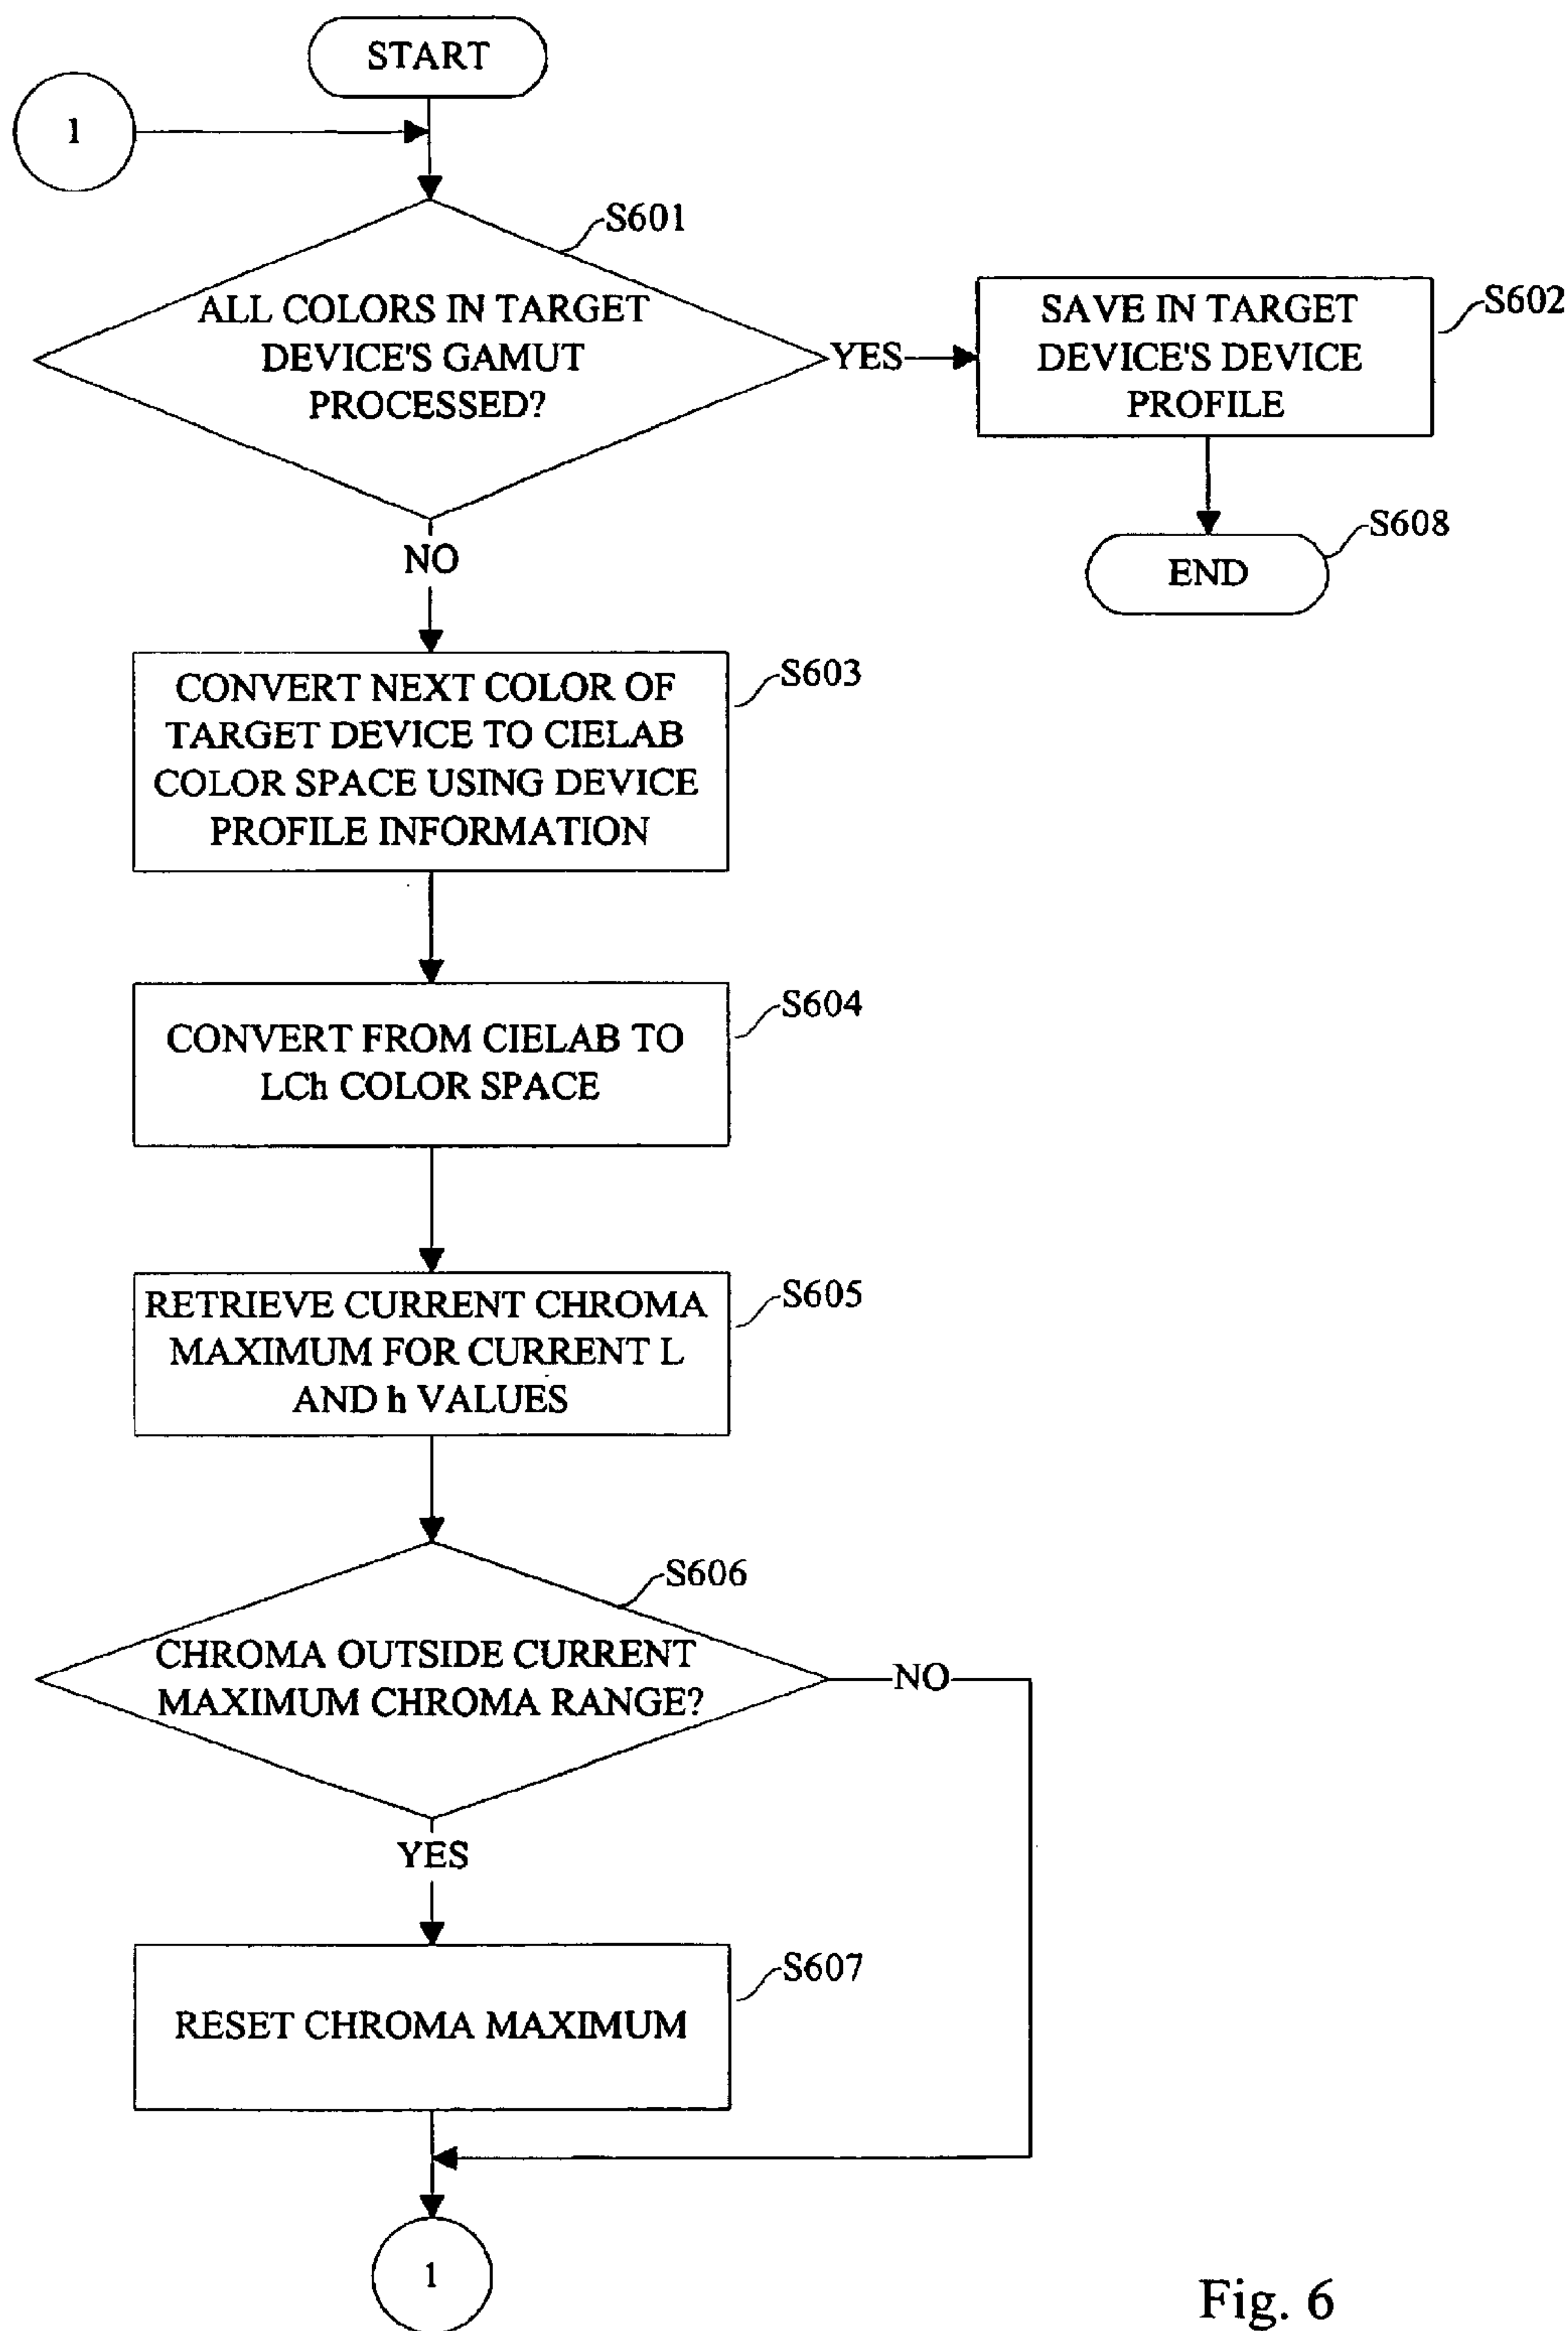 START
1
S601
ALL COLORS IN TARGET
DEVICE'S GAMUT
PROCESSED?
YES
SAVE IN TARGET
DEVICE'S DEVICE
PROFILE
S602
S608
END
NO
S603
CONVERT NEXT COLOR OF
TARGET DEVICE TO CIELAB
COLOR SPACE USING DEVICE
PROFILE INFORMATION
S604
CONVERT FROM CIELAB TO
LCh COLOR SPACE
S605
RETRIEVE CURRENT CHROMA
MAXIMUM FOR CURRENT L
AND h VALUES
S606
CHROMA OUTSIDE CURRENT
MAXIMUM CHROMA RANGE?
NO
YES
S607
RESET CHROMA MAXIMUM
1
Fig. 6